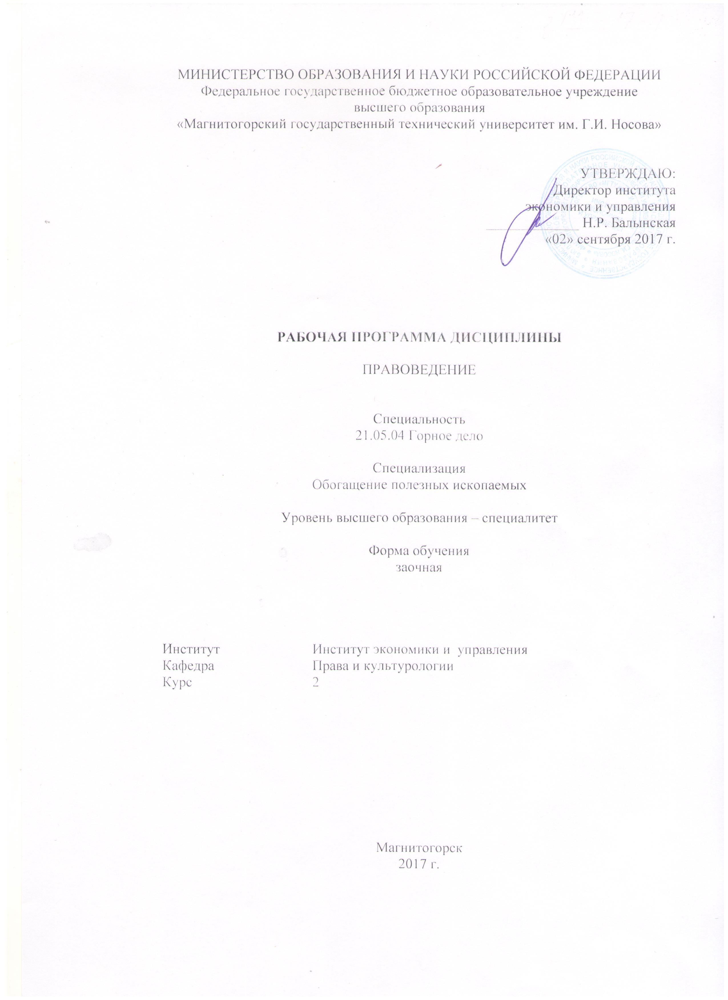 МИНИСТЕРСТВО ОБРАЗОВАНИЯ И НАУКИ РОССИЙСКОЙ ФЕДЕРАЦИИ
Федеральное государственное бюджетное образовательное учреждение
высшего образования
«Магнитогорский государственный технический университет им. Г.И. Носова»
УТВЕРЖДАЮ:
Директор института
экономики и управления
Н.Р. Балынская
«02» сентября 2017 г.
РАБОЧАЯ ПРОГРАММА ДИСЦИПЛИНЫ
ПРАВОВЕДЕНИЕ
Специальность
21.05.04 Горное дело
Специализация
Обогащение полезных ископаемых
Уровень высшего образования – специалитет
Форма обучения
заочная
Институт Институт экономики и управления
Кафедра Права и культурологии
Курс 2
Магнитогорск
2017 г.